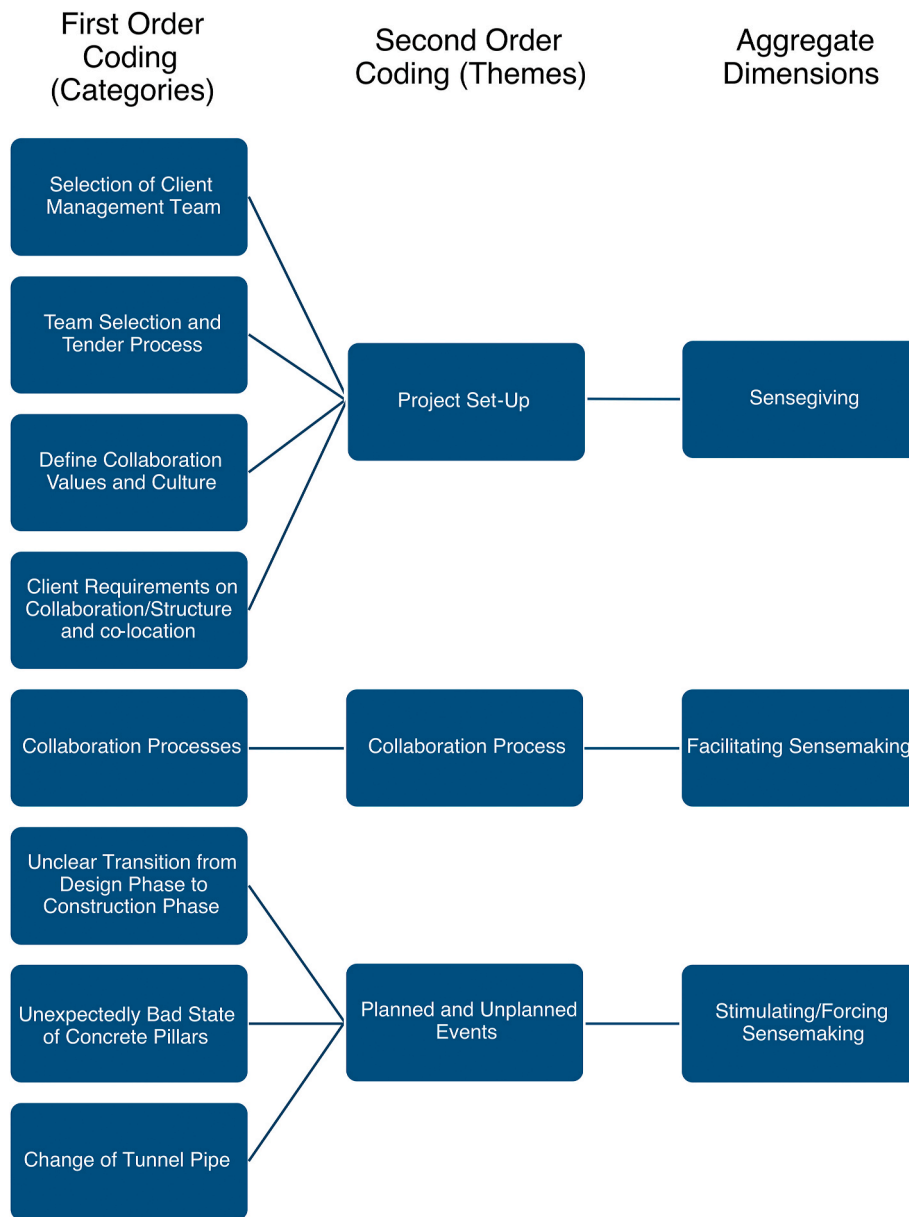 First Order
Coding
(Categories)
Second Order
Coding (Themes)
Aggregate
Dimensions
Selection of Client
Management Team
Team Selection and
Tender Process
Define Collaboration
Values and Culture
Client Requirements on
Collaboration/Structure
and co-location
Project Set-Up
Sensegiving
Collaboration Processes
Collaboration Process
Facilitating Sensemaking
Unclear Transition from
Design Phase to
Construction Phase
Unexpectedly Bad State
of Concrete Pillars
Change of Tunnel Pipe
Planned and Unplanned
Events
Stimulating/Forcing
Sensemaking